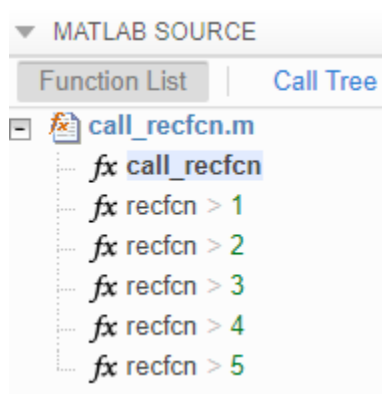 MATLAB SOURCE
Function List Call Tree
call_recfcn.m
fx call_recfcn
fx recfcn > 1
fx recfcn > 2
fx recfcn > 3
fx recfcn > 4
fx recfcn > 5